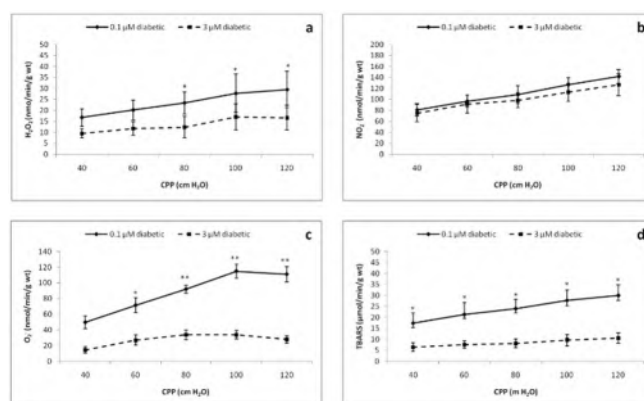 0.1 µM diabetic 3 µM diabetic a
H₂O₂ (nmo/min/g wt)
50
45
40
35
30
25
20
15
10
5
0
* * *
40 60 80 100 120
CPP (cm H₂O)
0.1 µM diabetic 3 µM diabetic b
NO₂ (nmol/min/g wt)
200
180
160
140
120
100
80
60
40
20
0
40 60 80 100 120
CPP (cm H₂O)
0.1 µM diabetic 3 µM diabetic c
O₂ (nmol/min/g wt)
140
120
100
80
60
40
20
0
* ** ** **
40 60 80 100 120
CPP (cm H₂O)
0.1 µM diabetic 3 µM diabetic d
TBARS (µmol/min/g wt)
50
45
40
35
30
25
20
15
10
5
0
* * * * *
40 60 80 100 120
CPP (m H₂O)